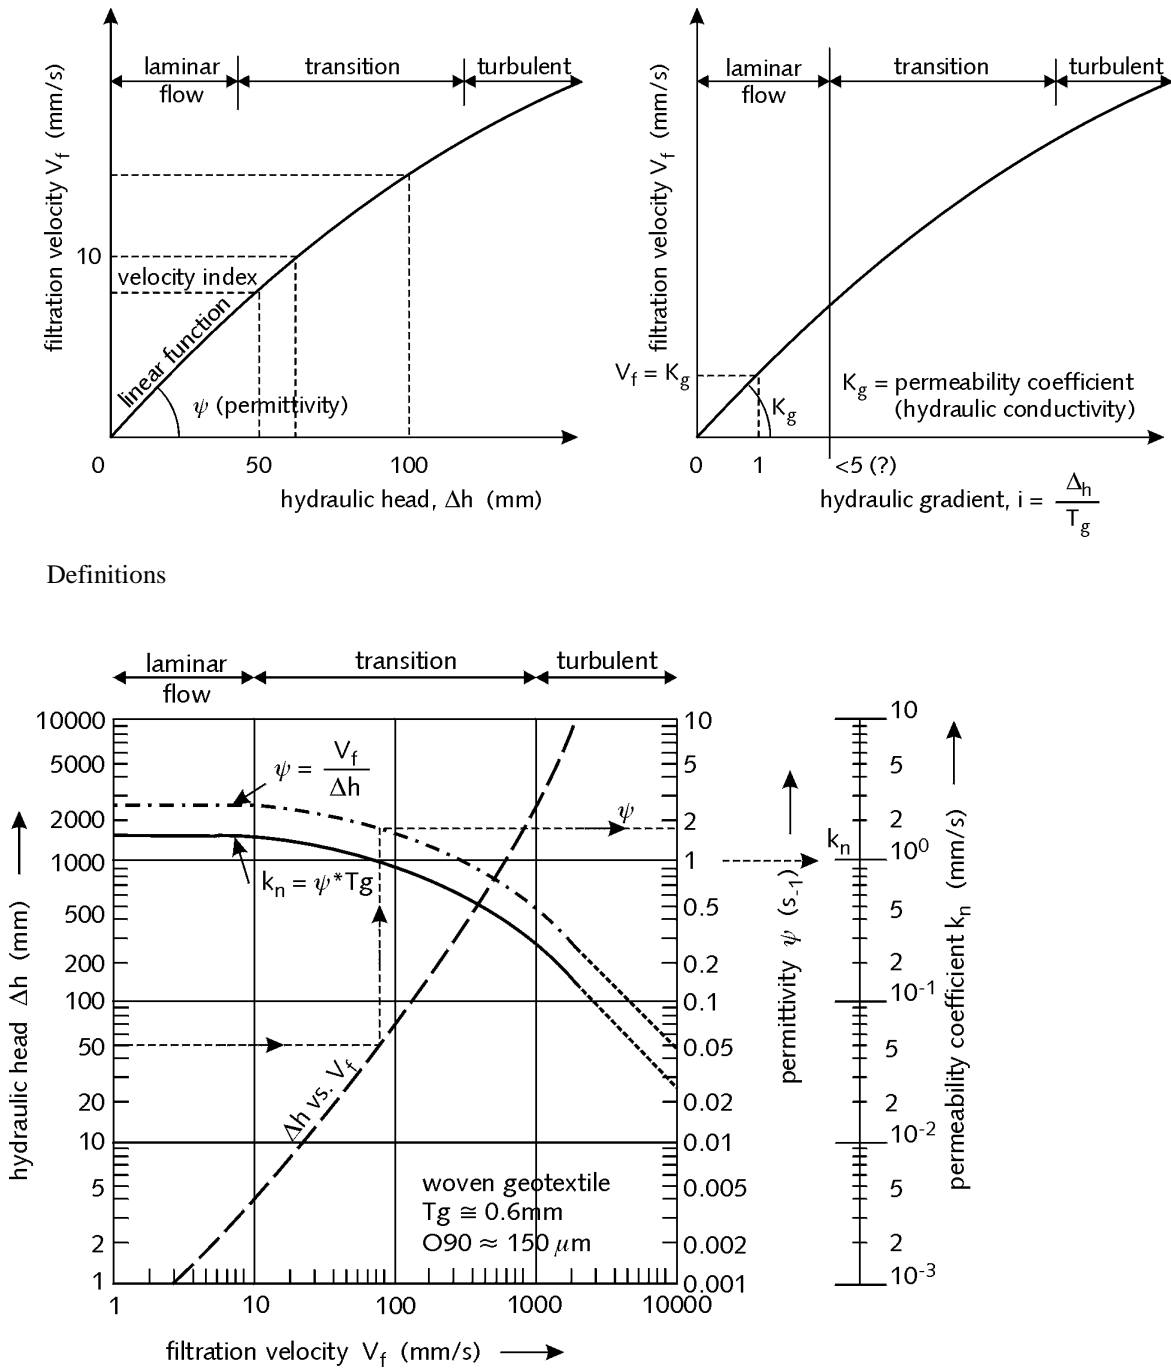 laminar
flow
transition
turbulent
filtration velocity Vf (mm/s)
10
velocity index
linear function
ψ (permittivity)
0
50
100
hydraulic head, Δh (mm)
laminar
flow
transition
turbulent
filtration velocity Vf (mm/s)
Vf = Kg
Kg
Kg = permeability coefficient
(hydraulic conductivity)
0
1
<5 (?)
hydraulic gradient, i = Δh / Tg
Definitions
laminar
flow
transition
turbulent
hydraulic head Δh (mm)
10000
5000
2000
1000
500
200
100
50
20
10
5
2
1
ψ = Vf / Δh
kn = ψ*Tg
ψ
Δh vs. Vf
woven geotextile
Tg ≅ 0.6mm
O90 ≈ 150 μm
10
5
2
1
0.5
0.2
0.1
0.05
0.02
0.01
0.005
0.002
0.001
1
10
100
1000
10000
filtration velocity Vf (mm/s)
permittivity ψ (s-1)
kn
10
5
2
10^0
5
2
10^-1
5
2
10^-2
5
2
10^-3
permeability coefficient kn (mm/s)